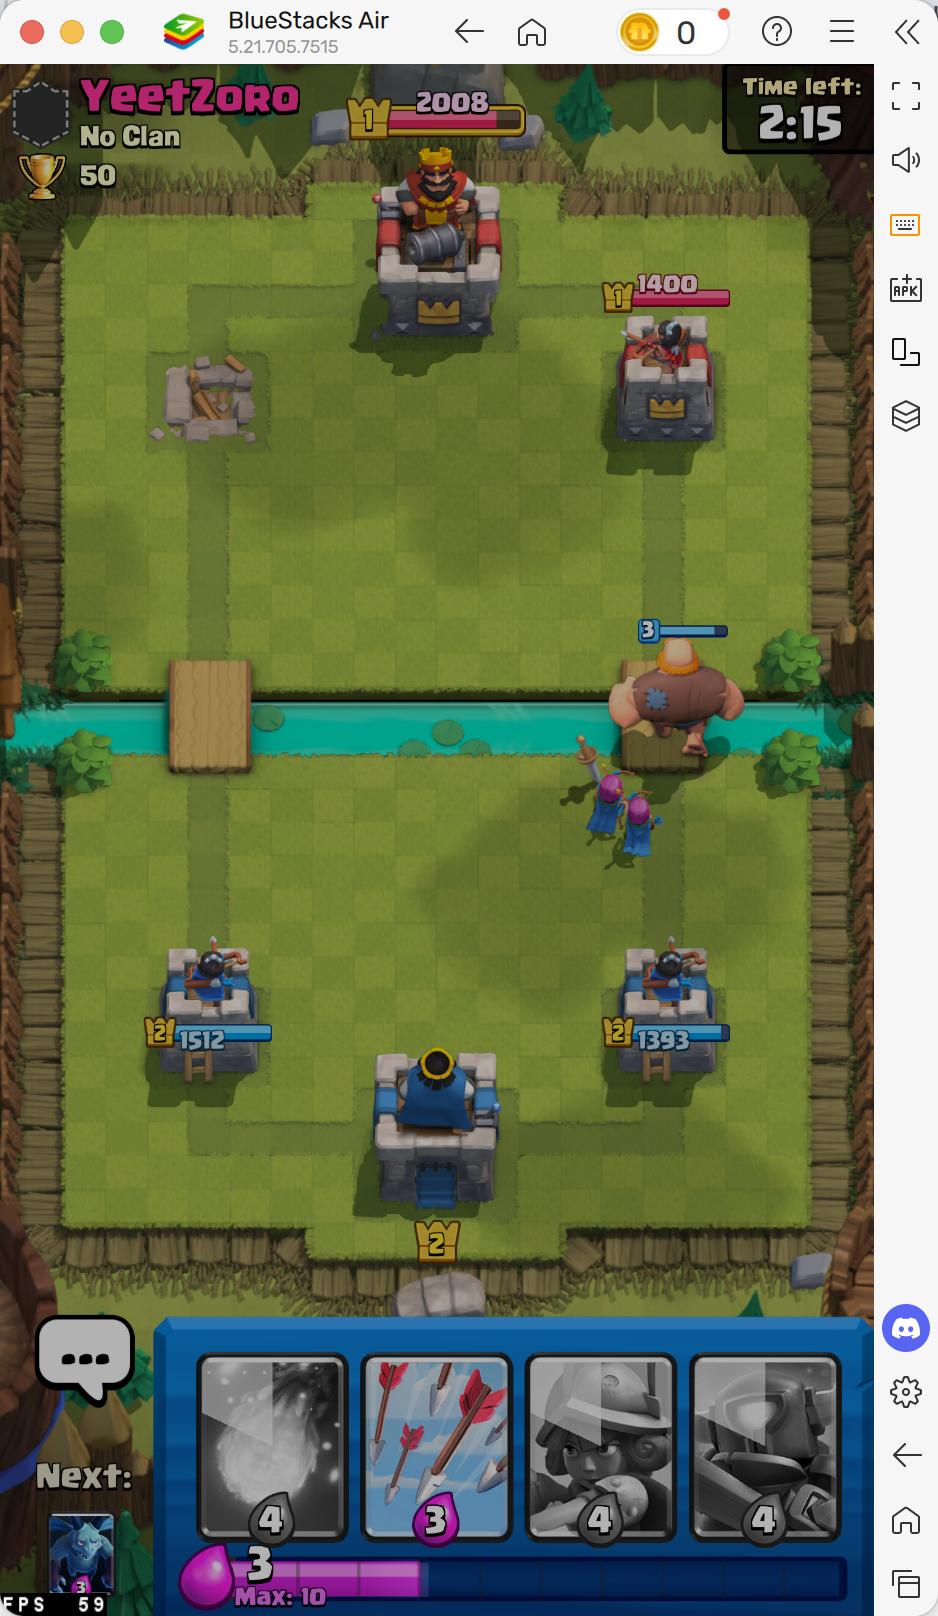 BlueStacks Air
5.21.705.7515
0
YeetZoro
No Clan
50
1
2008
Time left:
2:15
1
1400
APK
3
2
1512
2
1393
2
...
4
3
4
4
Next:
3
3
Max: 10
FPS 59